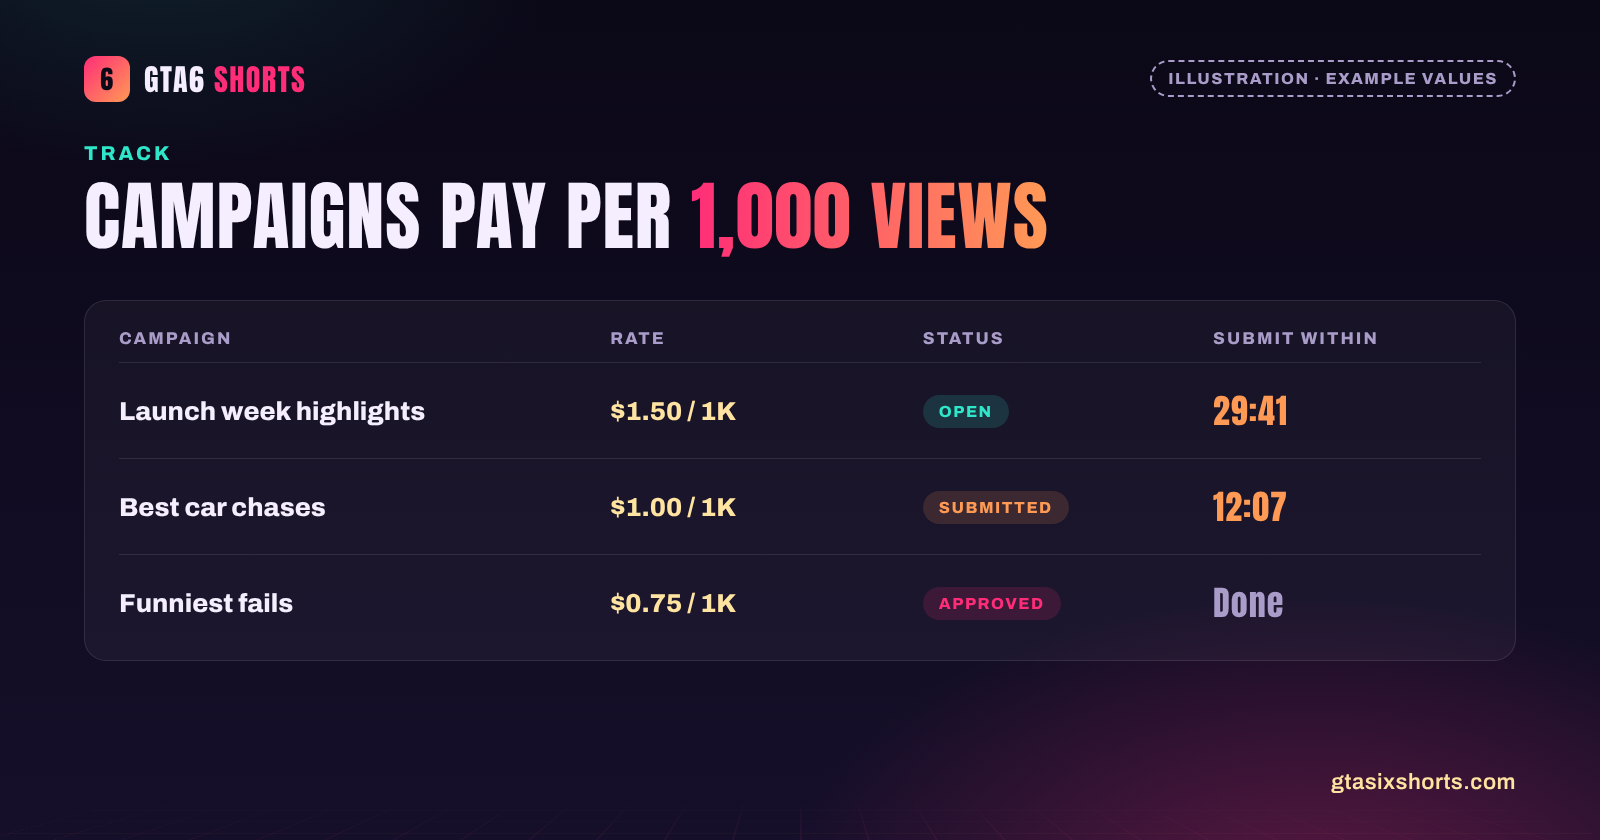 6 GTA6 SHORTS
ILLUSTRATION · EXAMPLE VALUES
TRACK
CAMPAIGNS PAY PER 1,000 VIEWS
CAMPAIGN RATE STATUS SUBMIT WITHIN
Launch week highlights $1.50 / 1K OPEN 29:41
Best car chases $1.00 / 1K SUBMITTED 12:07
Funniest fails $0.75 / 1K APPROVED Done
gtasixshorts.com